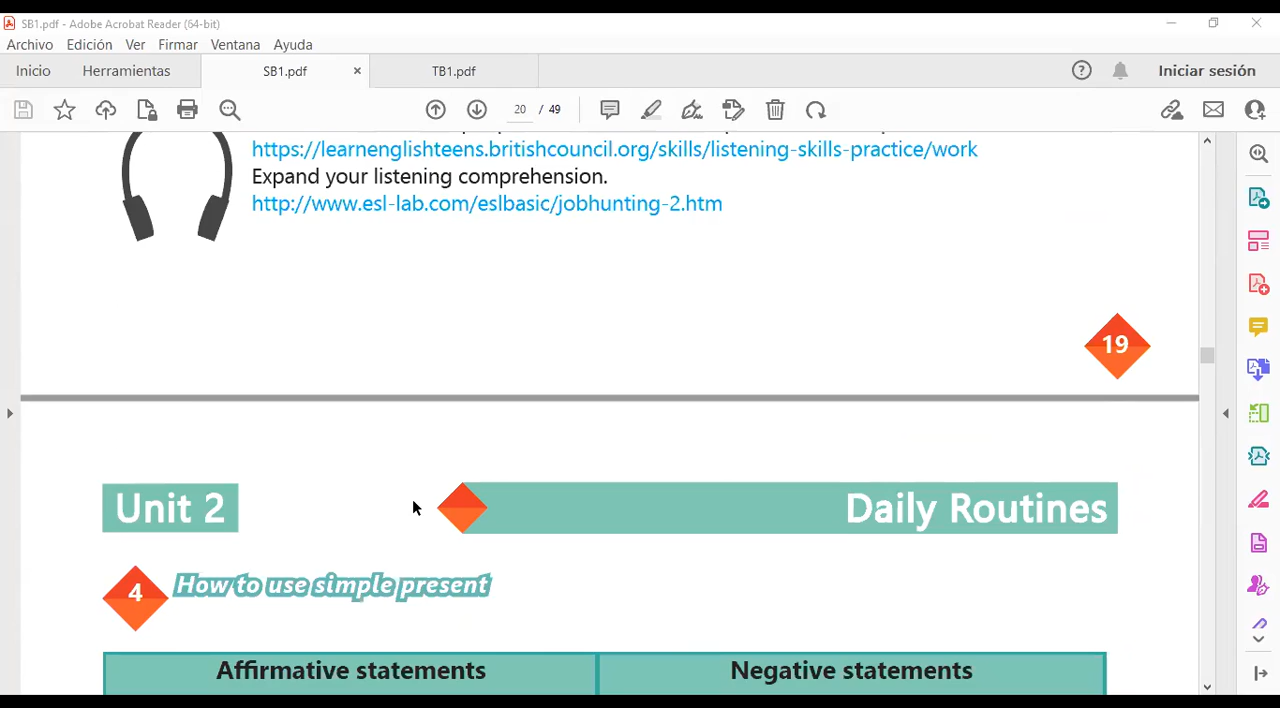 SB1.pdf - Adobe Acrobat Reader (64-bit)
Archivo Edición Ver Firmar Ventana Ayuda
Inicio Herramientas SB1.pdf × TB1.pdf Iniciar sesión
20 / 49
https://learnenglishteens.britishcouncil.org/skills/listening-skills-practice/work
Expand your listening comprehension.
http://www.esl-lab.com/eslbasic/jobhunting-2.htm
19
Unit 2 Daily Routines
4 How to use simple present
Affirmative statements Negative statements